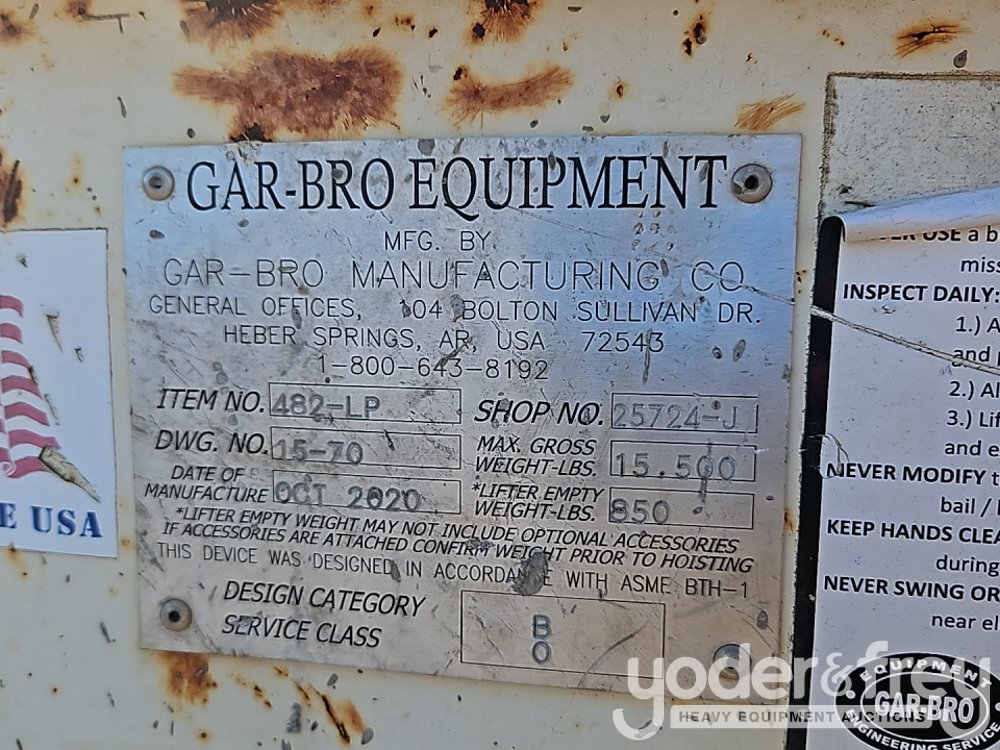 GAR-BRO EQUIPMENT
MFG. BY
GAR-BRO MANUFACTURING CO
GENERAL OFFICES, 104 BOLTON SULLIVAN DR.
HEBER SPRINGS, AR, USA 72543
1-800-643-8192
ITEM NO. 482-LP SHOP NO. 25724-J
DWG. NO. 15-70 MAX. GROSS WEIGHT-LBS. 15,500
DATE OF MANUFACTURE OCT 2020 *LIFTER EMPTY WEIGHT-LBS. 850
*LIFTER EMPTY WEIGHT MAY NOT INCLUDE OPTIONAL ACCESSORIES
IF ACCESSORIES ARE ATTACHED CONFIRM WEIGHT PRIOR TO HOISTING
THIS DEVICE WAS DESIGNED IN ACCORDANCE WITH ASME BTH-1
DESIGN CATEGORY B
SERVICE CLASS 0
E USA
USE a b
miss
INSPECT DAILY:
1.) A
and
2.) Al
3.) Lif
and e
NEVER MODIFY t
bail /
KEEP HANDS CLEA
during
NEVER SWING OR
near el
EQUIPMENT
GAR-BRO
ENGINEERING SERVICE
yoder&frey
HEAVY EQUIPMENT AUCTIONS